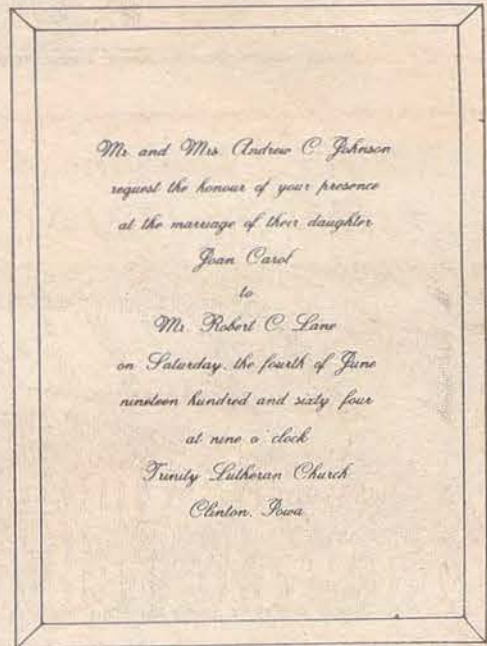 Mr. and Mrs. Andrew C. Johnson
request the honour of your presence
at the marriage of their daughter
Joan Carol
to
Mr. Robert C. Lane
on Saturday, the fourth of June
nineteen hundred and sixty four
at nine o'clock
Trinity Lutheran Church
Clinton, Iowa